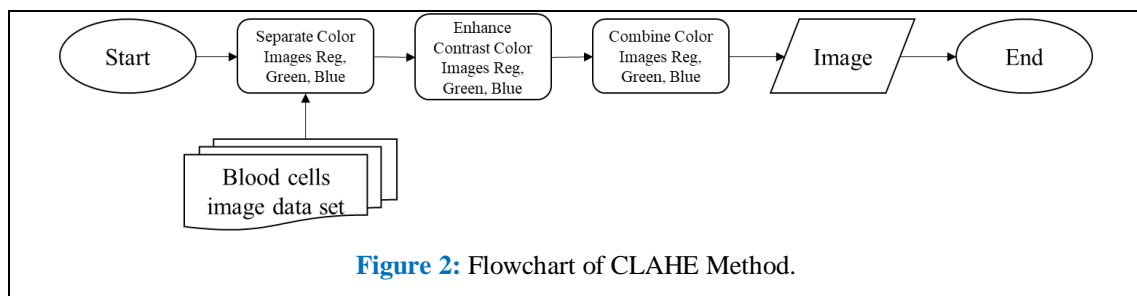 Start
Separate Color
Images Reg,
Green, Blue
Enhance
Contrast Color
Images Reg,
Green, Blue
Combine Color
Images Reg,
Green, Blue
Image
End
Blood cells
image data set
Figure 2: Flowchart of CLAHE Method.